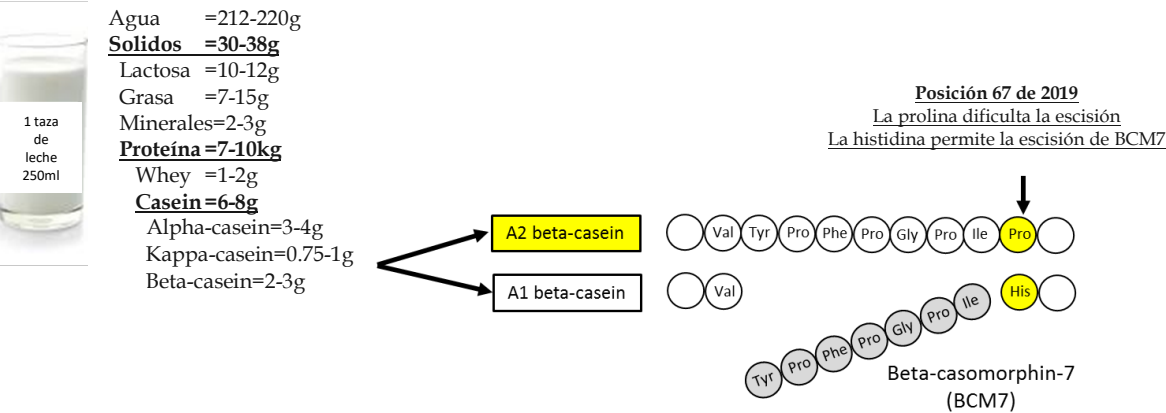 Agua =212-220g
Solidos =30-38g
Lactosa =10-12g
Grasa =7-15g
Minerales=2-3g
Proteína=7-10kg
Whey =1-2g
Casein=6-8g
Alpha-casein=3-4g
Kappa-casein=0.75-1g
Beta-casein=2-3g
1 taza
de
leche
250ml
Posición 67 de 2019
La prolina dificulta la escisión
La histidina permite la escisión de BCM7
A2 beta-casein
Val Tyr Pro Phe Pro Gly Pro Ile Pro
A1 beta-casein
Val
His
Tyr Pro Phe Pro Gly Pro Ile
Beta-casomorphin-7
(BCM7)